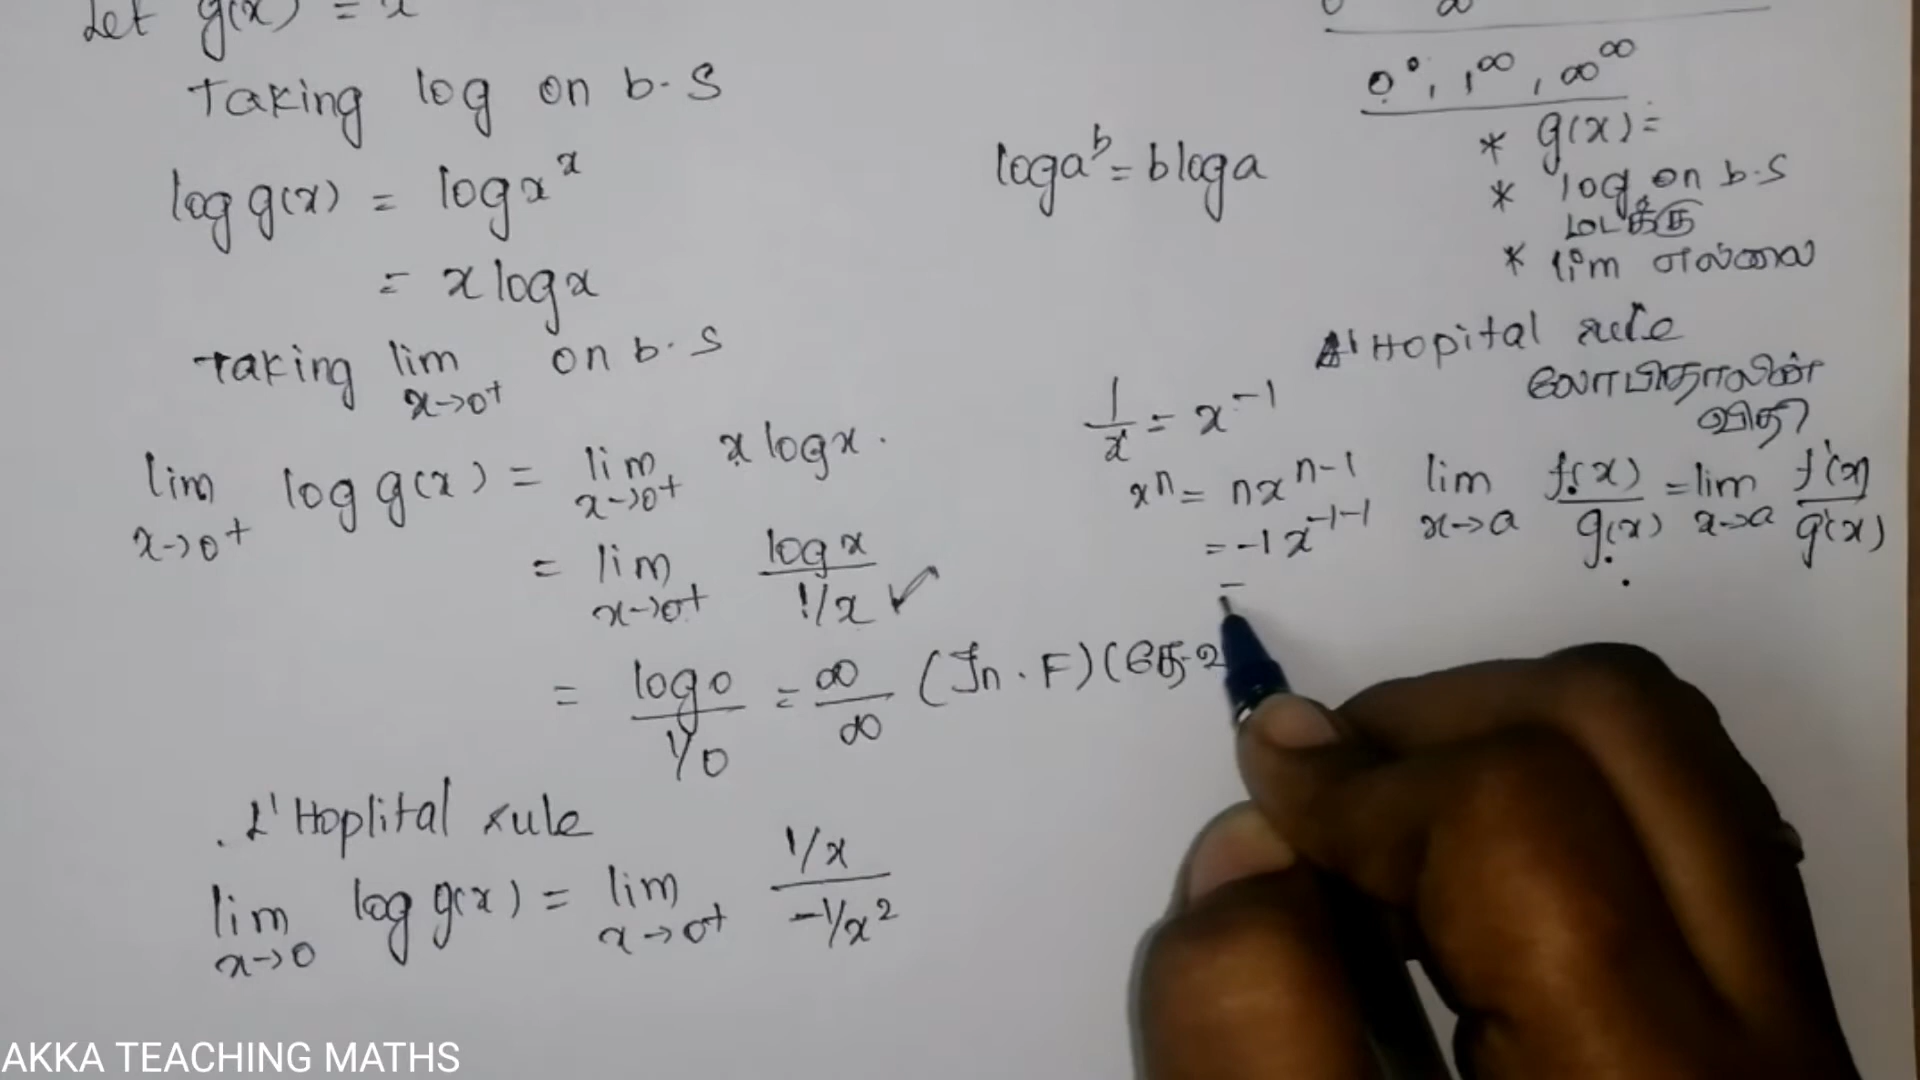 Let g(x) =
Taking log on b.s
log g(x) = log x^x
= x log x
Taking lim x→0+ on b.s
lim x→0+ log g(x) = lim x→0+ x log x.
= lim x→0+ log x / 1/x ✓
= log 0 / 1/0 = ∞/∞ (In.F) (தே.உ
L' Hoplital rule
lim x→0 log g(x) = lim x→0+ 1/x / -1/x²
log a^b = b log a
0^0, 1^∞, ∞^∞
* g(x) =
* log on b.s
மடக்கு
* lim எல்லை
L' Hopital rule
லோபிதாலின்
விதி
1/x = x^-1
x^n = nx^n-1
= -1x^-1-1
=
lim x→a f(x)/g(x) = lim x→a f'(x)/g'(x)
AKKA TEACHING MATHS